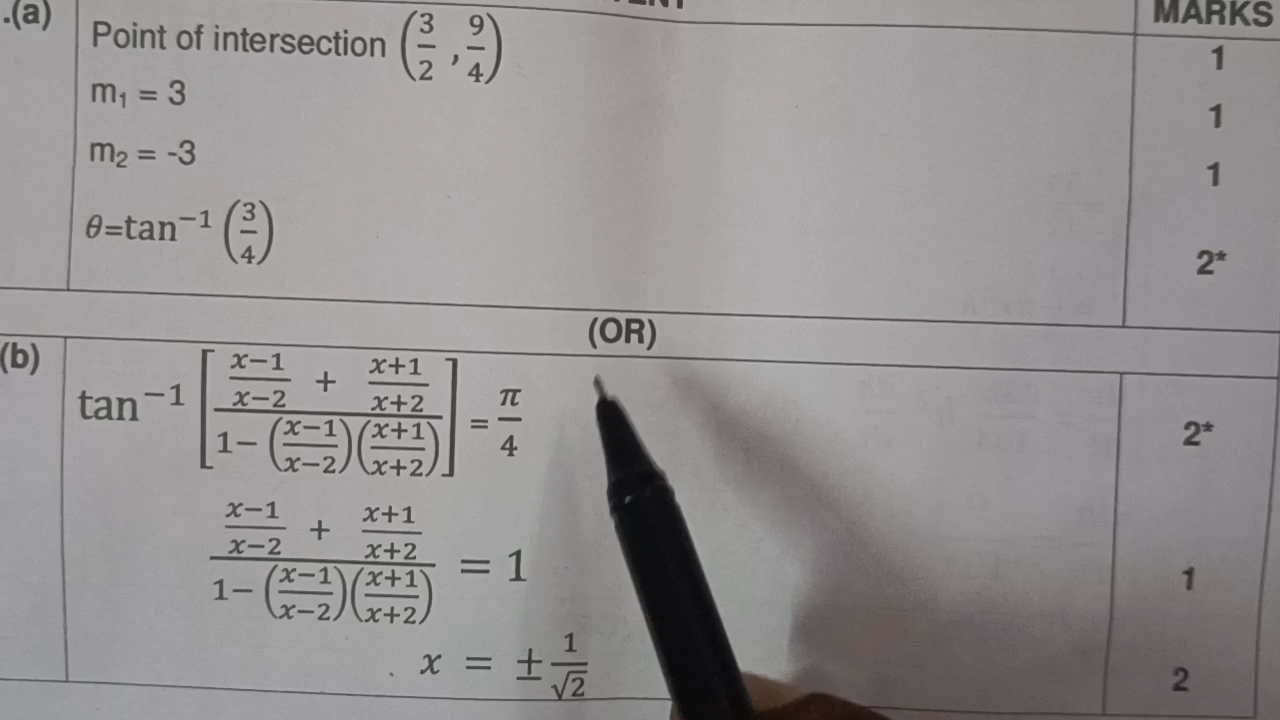 MARKS
.(a) Point of intersection (3/2 , 9/4) 1
m₁ = 3 1
m₂ = -3 1
θ=tan⁻¹ (3/4) 2*
(OR)
(b) tan⁻¹ [((x−1)/(x−2) + (x+1)/(x+2))/(1−((x−1)/(x−2))((x+1)/(x+2)))] = π/4 2*
((x−1)/(x−2) + (x+1)/(x+2))/(1−((x−1)/(x−2))((x+1)/(x+2))) = 1 1
x = ±1/√2 2